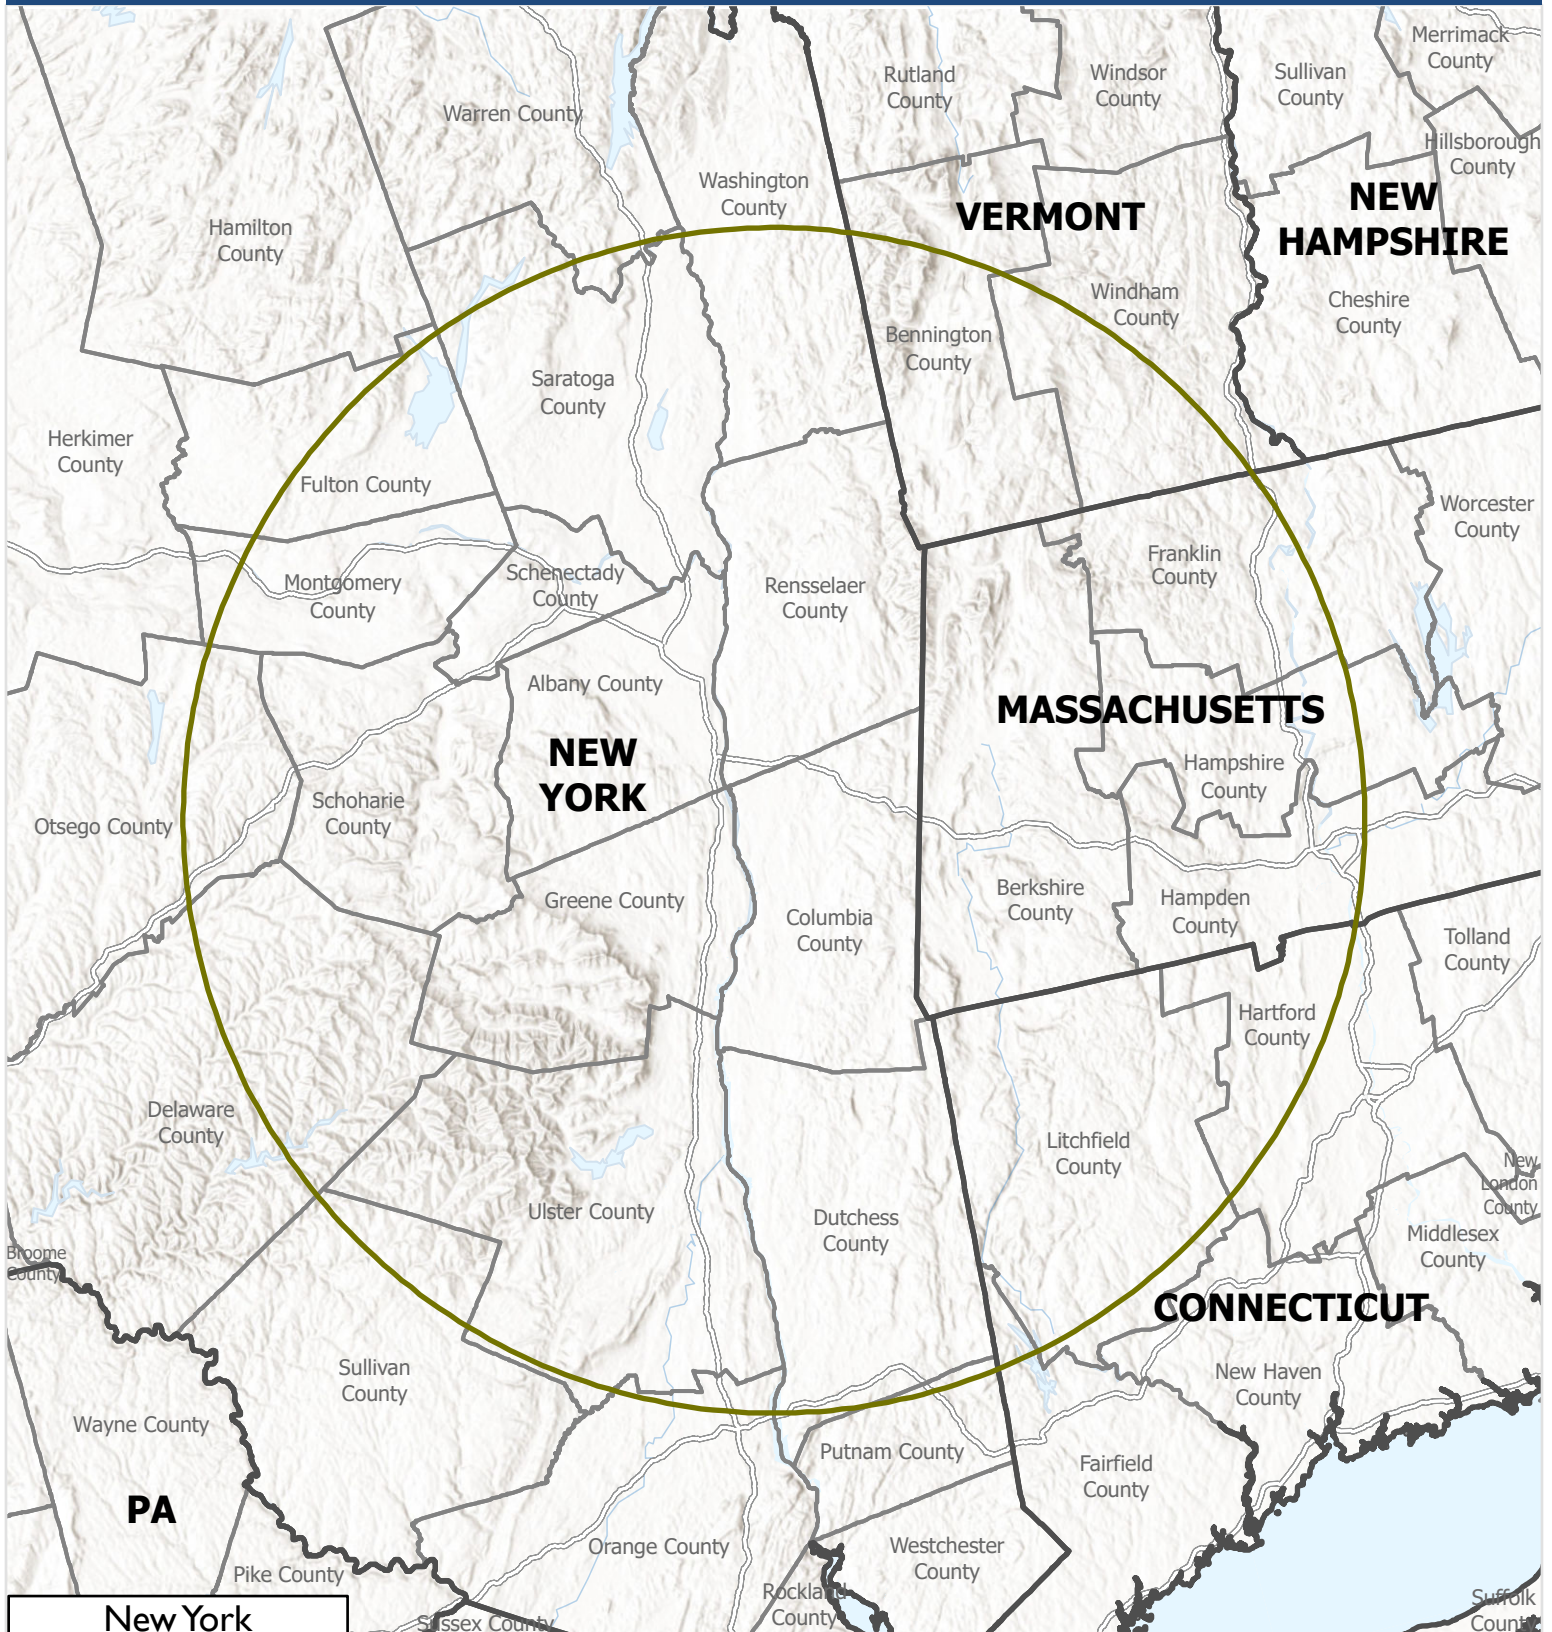 Merrimack
County
Rutland
County
Windsor
County
Sullivan
County
Warren County
Hillsborough
County
Washington
County
VERMONT
NEW
HAMPSHIRE
Hamilton
County
Windham
County
Cheshire
County
Bennington
County
Saratoga
County
Herkimer
County
Fulton County
Worcester
County
Franklin
County
Montgomery
County
Schenectady
County
Rensselaer
County
Albany County
MASSACHUSETTS
NEW
YORK
Hampshire
County
Schoharie
County
Otsego County
Greene County
Berkshire
County
Hampden
County
Columbia
County
Tolland
County
Hartford
County
Delaware
County
Litchfield
County
New
London
County
Ulster County
Dutchess
County
Middlesex
County
Broome
County
CONNECTICUT
Sullivan
County
New Haven
County
Wayne County
Putnam County
Fairfield
County
PA
Orange County
Westchester
County
Pike County
Rockland
County
Suffolk
County
New York
Sussex County